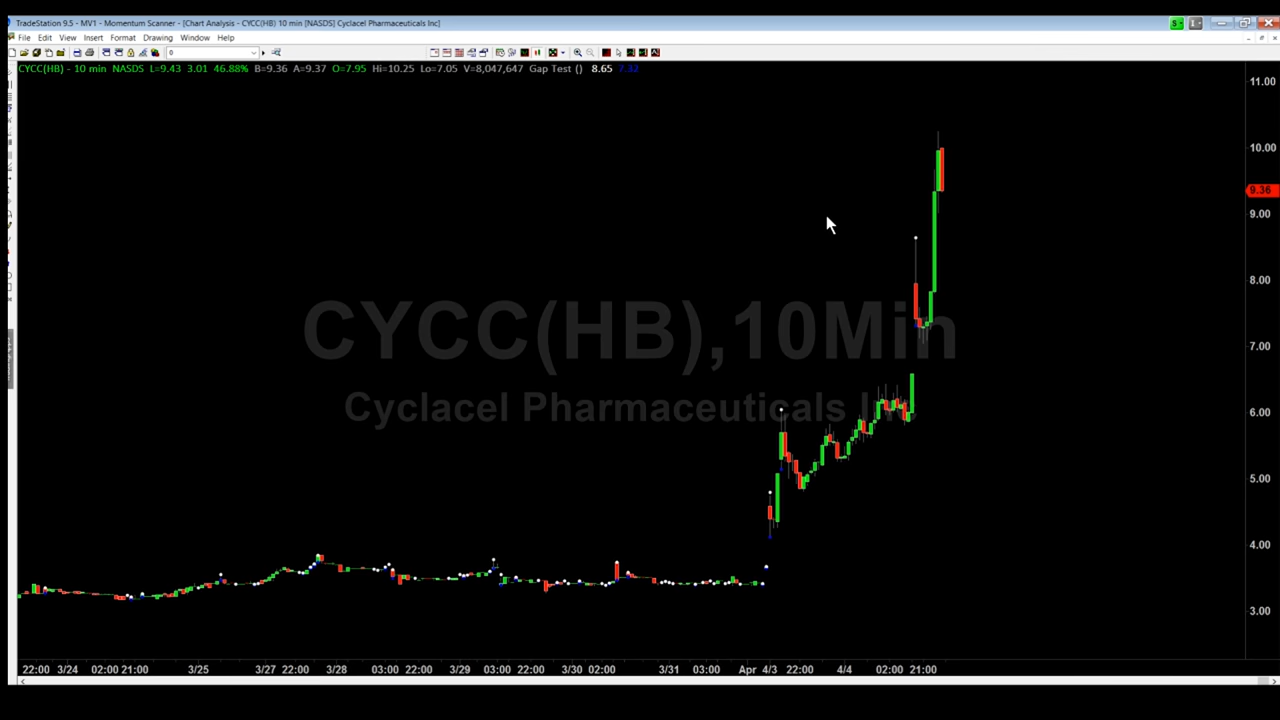 TradeStation 9.5 - MV1 - Momentum Scanner - [Chart Analysis - CYCC(HB) 10 min [NASDS] Cyclacel Pharmaceuticals Inc]
File Edit View Insert Format Drawing Window Help
0
CYCC(HB) - 10 min NASDS L=9.43 3.01 46.88% B=9.36 A=9.37 O=7.95 Hi=10.25 Lo=7.05 V=8,047,647 Gap Test () 8.65 7.32
11.00
10.00
9.36
9.00
8.00
CYCC(HB),10Min
7.00
Cyclacel Pharmaceuticals Inc
6.00
5.00
4.00
3.00
22:00 3/24 02:00 21:00 3/25 3/27 22:00 3/28 03:00 22:00 3/29 03:00 22:00 3/30 02:00 3/31 03:00 Apr 4/3 22:00 4/4 02:00 21:00